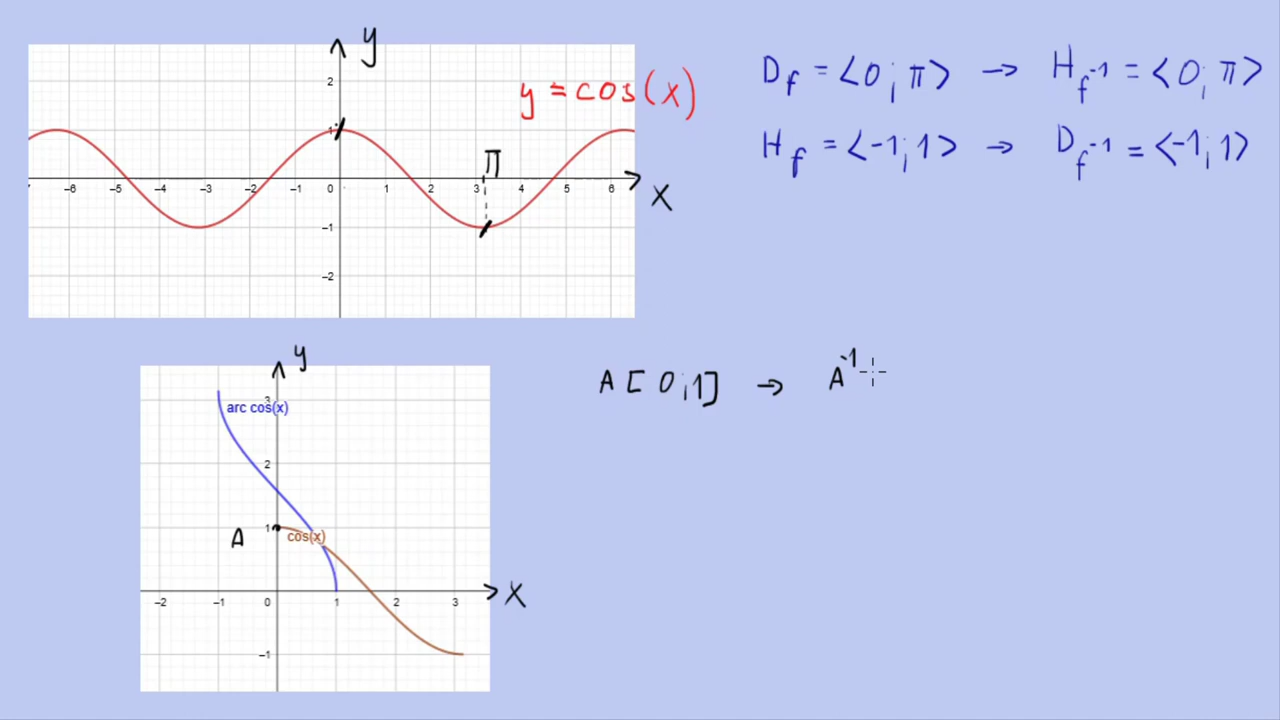 y
2
y = cos(x)
1
π
-7 -6 -5 -4 -3 -2 -1 0 1 2 3 4 5 6
x
-1
-2
D_f = <0; π> → H_f^-1 = <0; π>
H_f = <-1; 1> → D_f^-1 = <-1; 1>
y
3
arc cos(x)
2
A 1
cos(x)
-2 -1 0 1 2 3
x
-1
A [ 0; 1] → A^-1